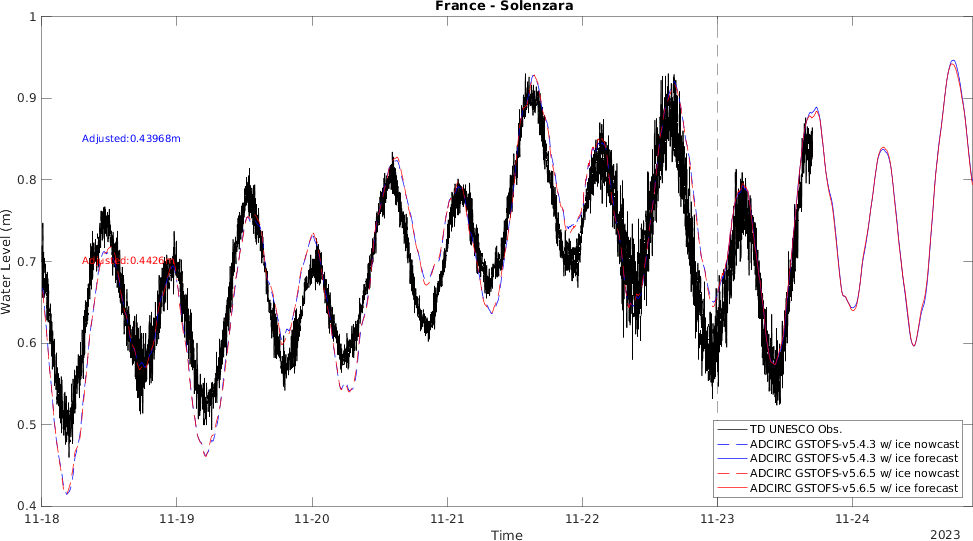 France - Solenzara
1
0.9
0.8
0.7
0.6
0.5
0.4
Water Level (m)
Adjusted:0.43968m
Adjusted:0.4426
TD UNESCO Obs.
ADCIRC GSTOFS-v5.4.3 w/ ice nowcast
ADCIRC GSTOFS-v5.4.3 w/ ice forecast
ADCIRC GSTOFS-v5.6.5 w/ ice nowcast
ADCIRC GSTOFS-v5.6.5 w/ ice forecast
11-18 11-19 11-20 11-21 11-22 11-23 11-24
Time
2023